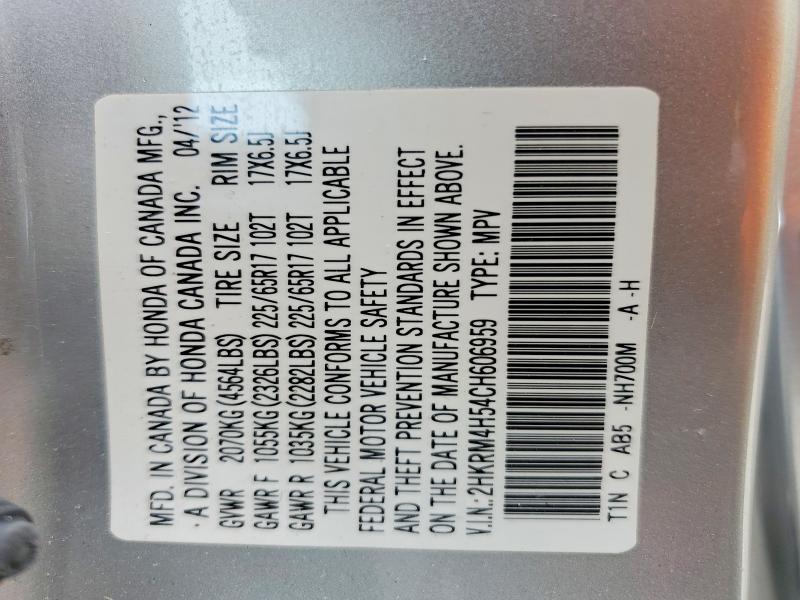 MFD. IN CANADA BY HONDA OF CANADA MFG.,
A DIVISION OF HONDA CANADA INC. 04/'12
GVWR 2070KG (4564LBS) TIRE SIZE RIM SIZE
GAWR F 1055KG (2326LBS) 225/65R17 102T 17X6.5J
GAWR R 1035KG (2282LBS) 225/65R17 102T 17X6.5J
THIS VEHICLE CONFORMS TO ALL APPLICABLE
FEDERAL MOTOR VEHICLE SAFETY
AND THEFT PREVENTION STANDARDS IN EFFECT
ON THE DATE OF MANUFACTURE SHOWN ABOVE.
V.I.N.:2HKRM4H54CH606959 TYPE: MPV
T1N C AB5 -NH700M -A -H